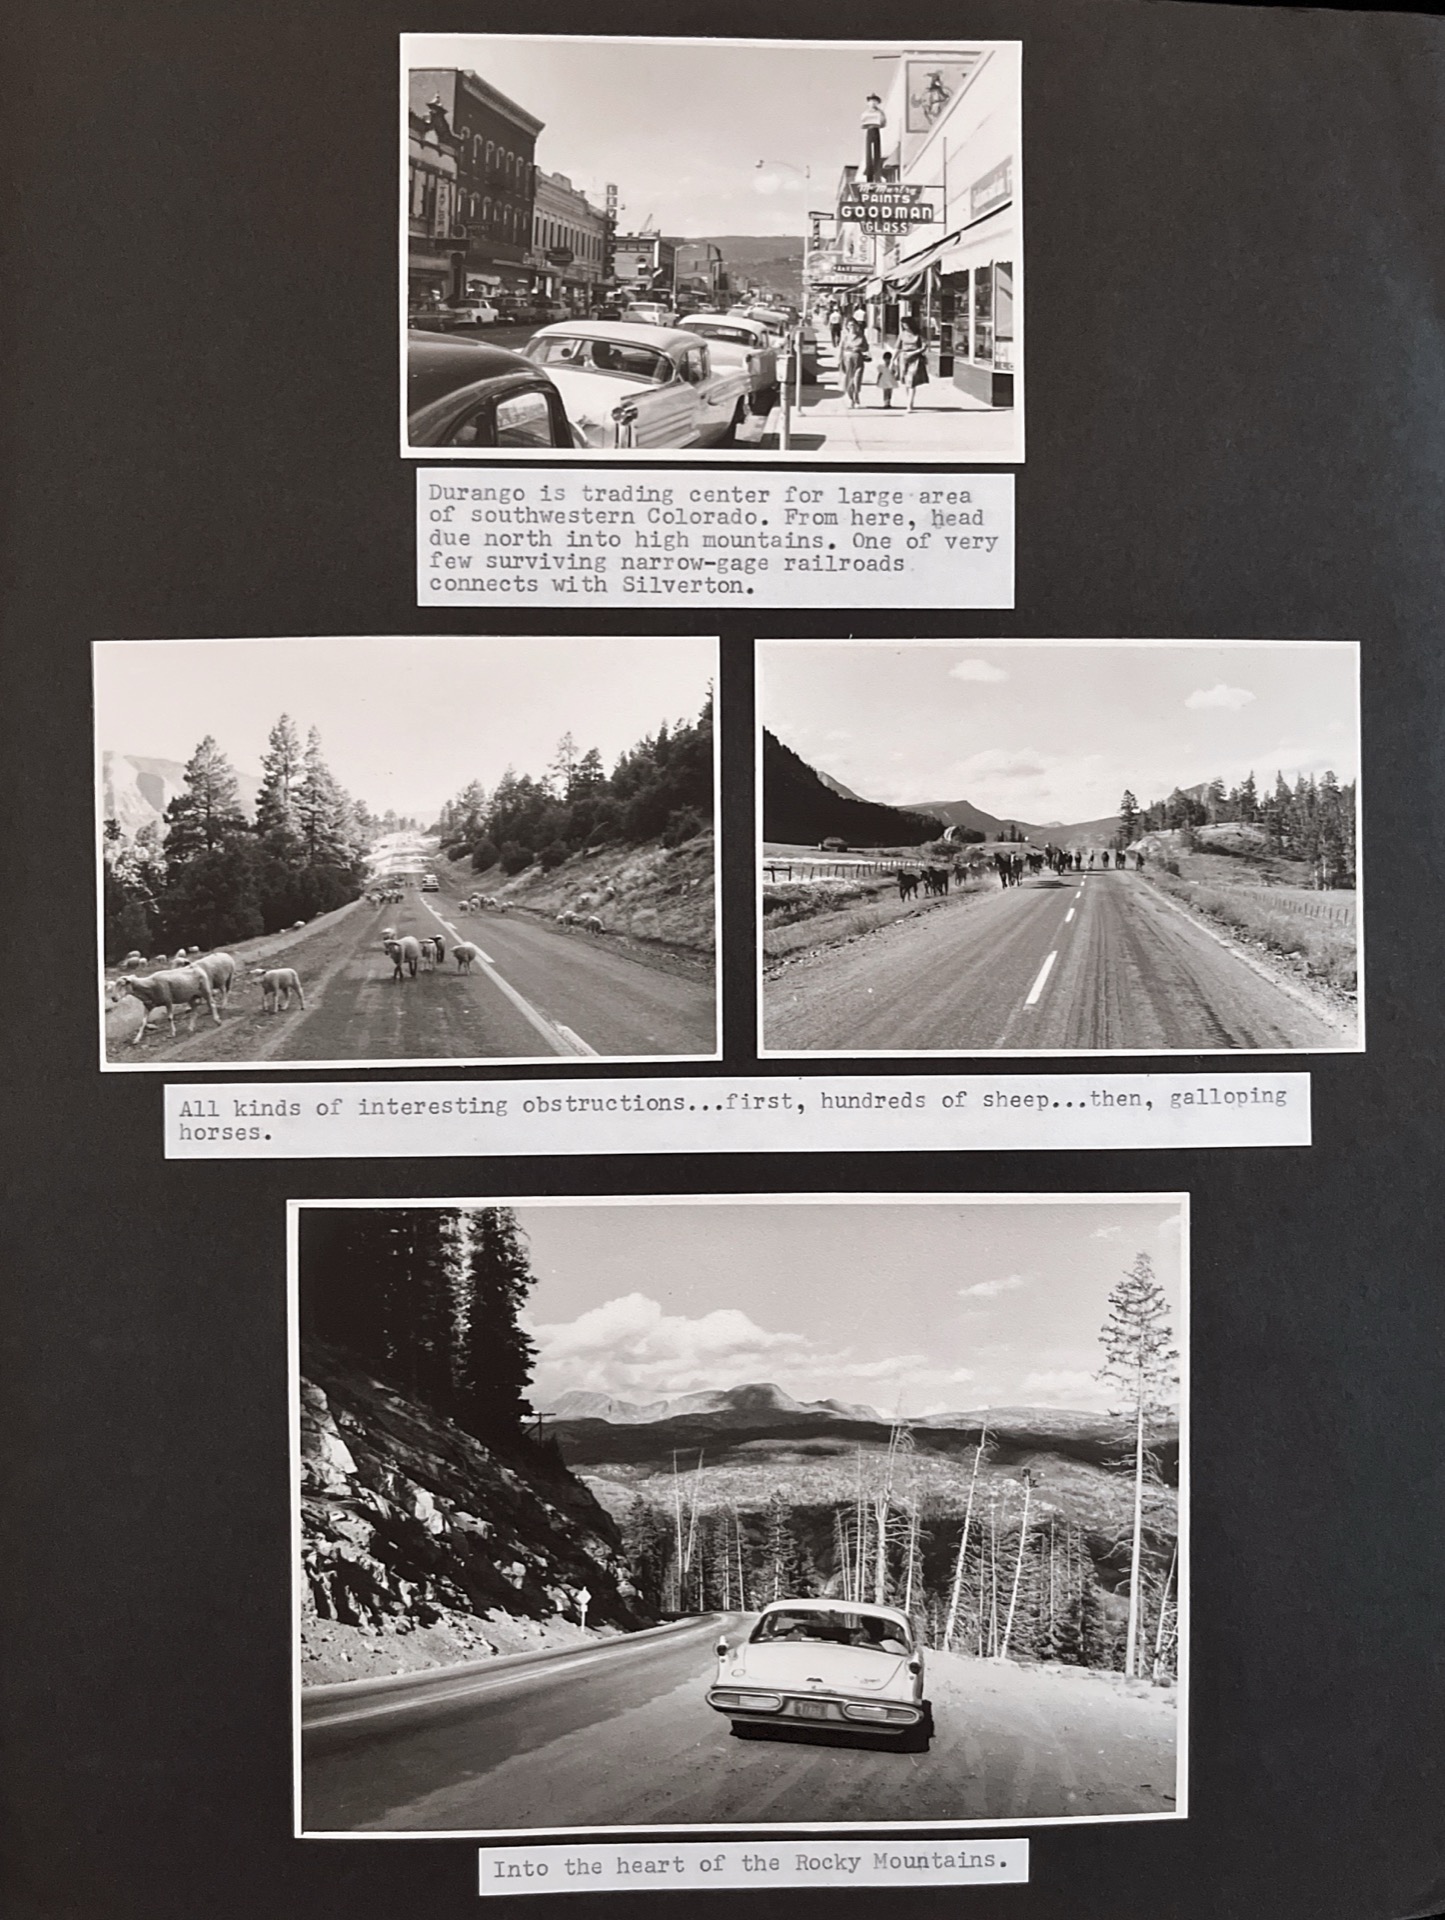 PAINTS
GOODMAN
GLASS
Durango is trading center for large area
of southwestern Colorado. From here, head
due north into high mountains. One of very
few surviving narrow-gage railroads
connects with Silverton.
All kinds of interesting obstructions...first, hundreds of sheep...then, galloping
horses.
Into the heart of the Rocky Mountains.